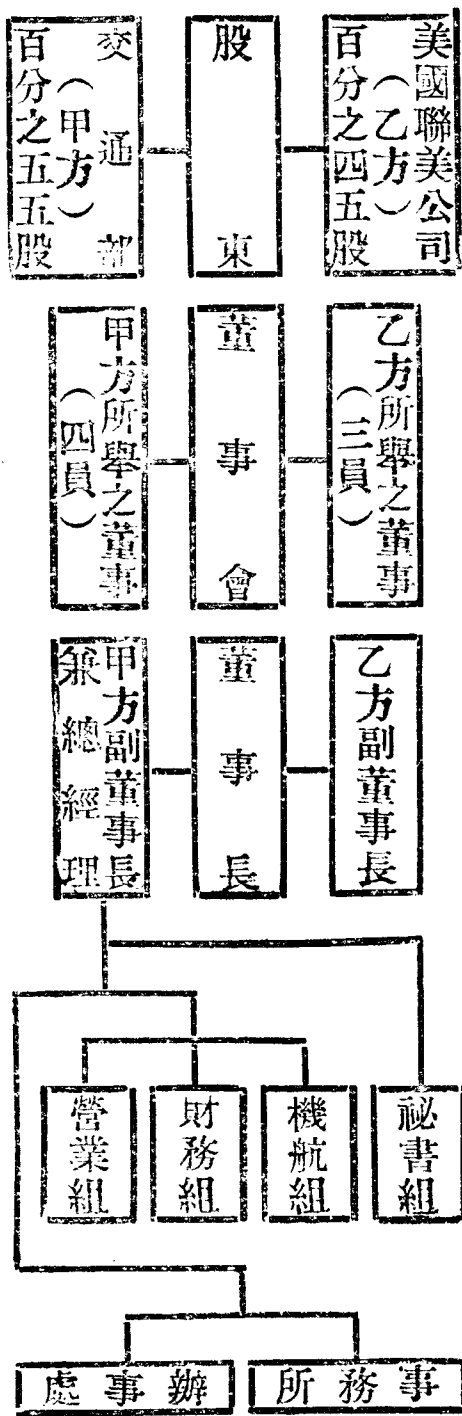 美國聯美公司
（乙方）
百分之四五股
股東
交通部
（甲方）
百分之五五股
乙方所舉之董事
（三員）
董事會
甲方所舉之董事
（四員）
乙方副董事長
董事長
甲方副董事長
兼總經理
祕書組
機航組
財務組
營業組
事務所
辦事處